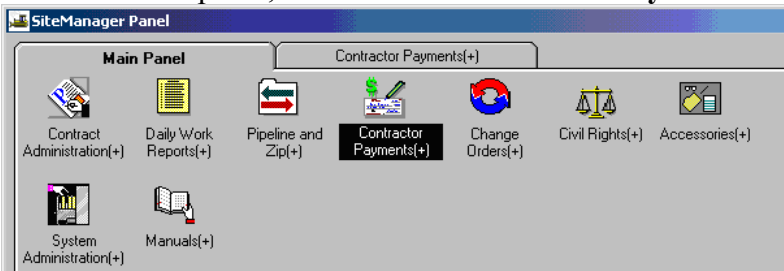 SiteManager Panel
Main Panel
Contractor Payments(+)
Contract Administration(+)
Daily Work Reports(+)
Pipeline and Zip(+)
Contractor Payments(+)
Change Orders(+)
Civil Rights(+)
Accessories(+)
System Administration(+)
Manuals(+)